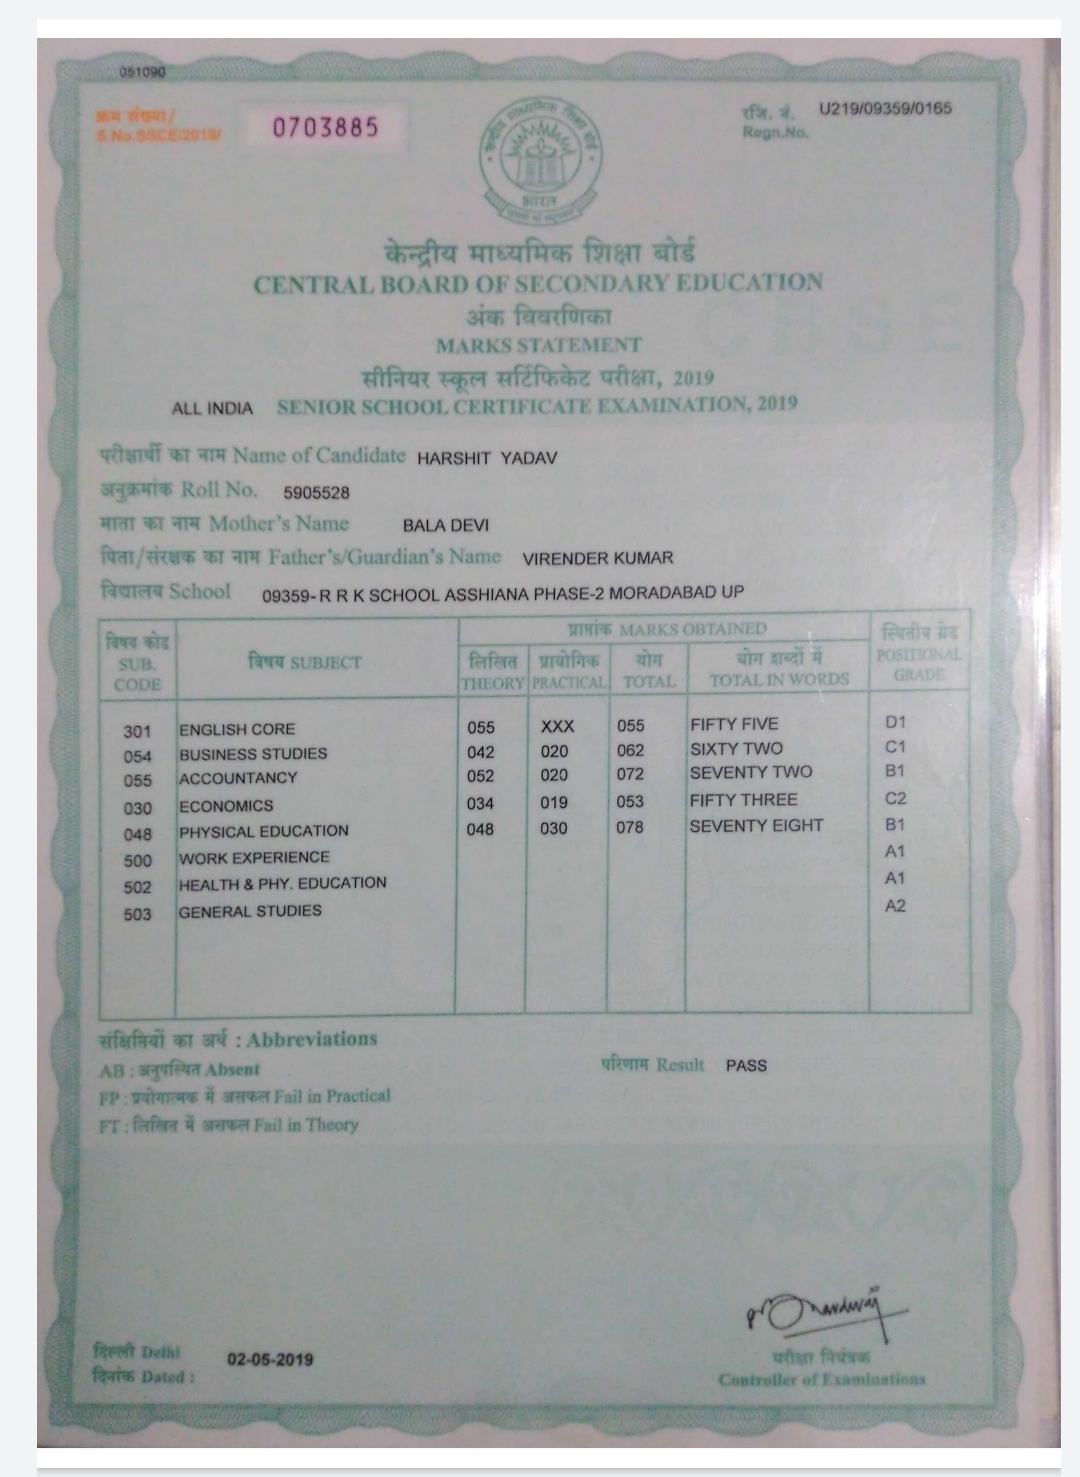 051090
क्रम संख्या/
S.No.SSCE/2019/ 0703885
रजि. नं. U219/09359/0165
Regn.No.
केन्द्रीय माध्यमिक शिक्षा बोर्ड
भारत
केन्द्रीय माध्यमिक शिक्षा बोर्ड
CENTRAL BOARD OF SECONDARY EDUCATION
अंक विवरणिका
MARKS STATEMENT
सीनियर स्कूल सर्टिफिकेट परीक्षा, 2019
ALL INDIA SENIOR SCHOOL CERTIFICATE EXAMINATION, 2019
परीक्षार्थी का नाम Name of Candidate HARSHIT YADAV
अनुक्रमांक Roll No. 5905528
माता का नाम Mother's Name BALA DEVI
पिता/संरक्षक का नाम Father's/Guardian's Name VIRENDER KUMAR
विद्यालय School 09359-R R K SCHOOL ASSHIANA PHASE-2 MORADABAD UP
विषय कोड SUB. CODE विषय SUBJECT प्राप्तांक MARKS OBTAINED स्थितीय ग्रेड POSITIONAL GRADE
लिखित THEORY प्रायोगिक PRACTICAL योग TOTAL योग शब्दों में TOTAL IN WORDS
301 ENGLISH CORE 055 XXX 055 FIFTY FIVE D1
054 BUSINESS STUDIES 042 020 062 SIXTY TWO C1
055 ACCOUNTANCY 052 020 072 SEVENTY TWO B1
030 ECONOMICS 034 019 053 FIFTY THREE C2
048 PHYSICAL EDUCATION 048 030 078 SEVENTY EIGHT B1
500 WORK EXPERIENCE A1
502 HEALTH & PHY. EDUCATION A1
503 GENERAL STUDIES A2
संक्षिप्तियों का अर्थ : Abbreviations
AB : अनुपस्थित Absent
परिणाम Result PASS
FP : प्रयोगात्मक में असफल Fail in Practical
FT : लिखित में असफल Fail in Theory
दिल्ली Delhi
दिनांक Dated : 02-05-2019
परीक्षा नियंत्रक
Controller of Examinations